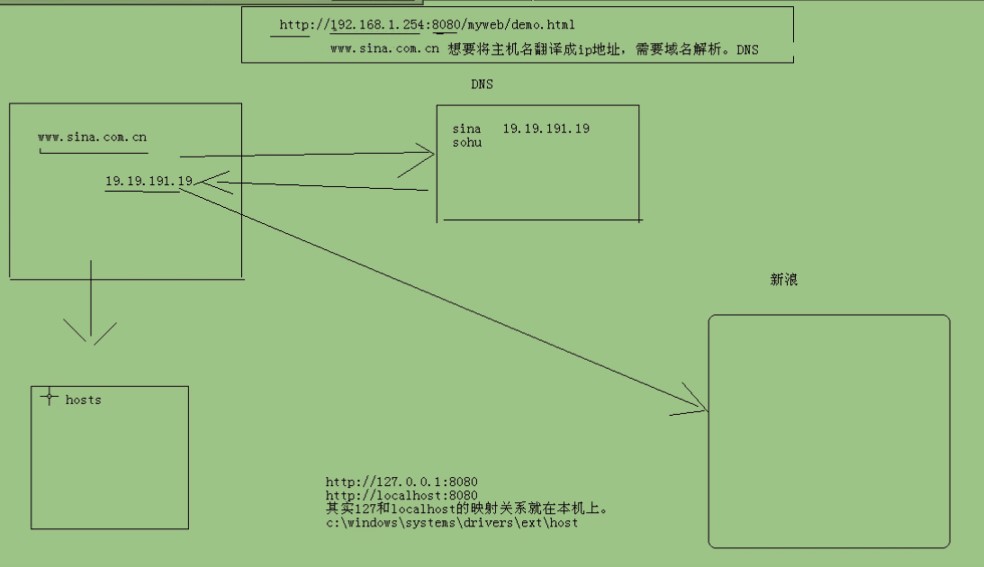 http://192.168.1.254:8080/myweb/demo.html
www.sina.com.cn 想要将主机名翻译成ip地址，需要域名解析。DNS
DNS
www.sina.com.cn
19.19.191.19
sina 19.19.191.19
sohu
新浪
hosts
http://127.0.0.1:8080
http://localhost:8080
其实127和localhost的映射关系就在本机上。
c:\windows\systems\drivers\ext\host